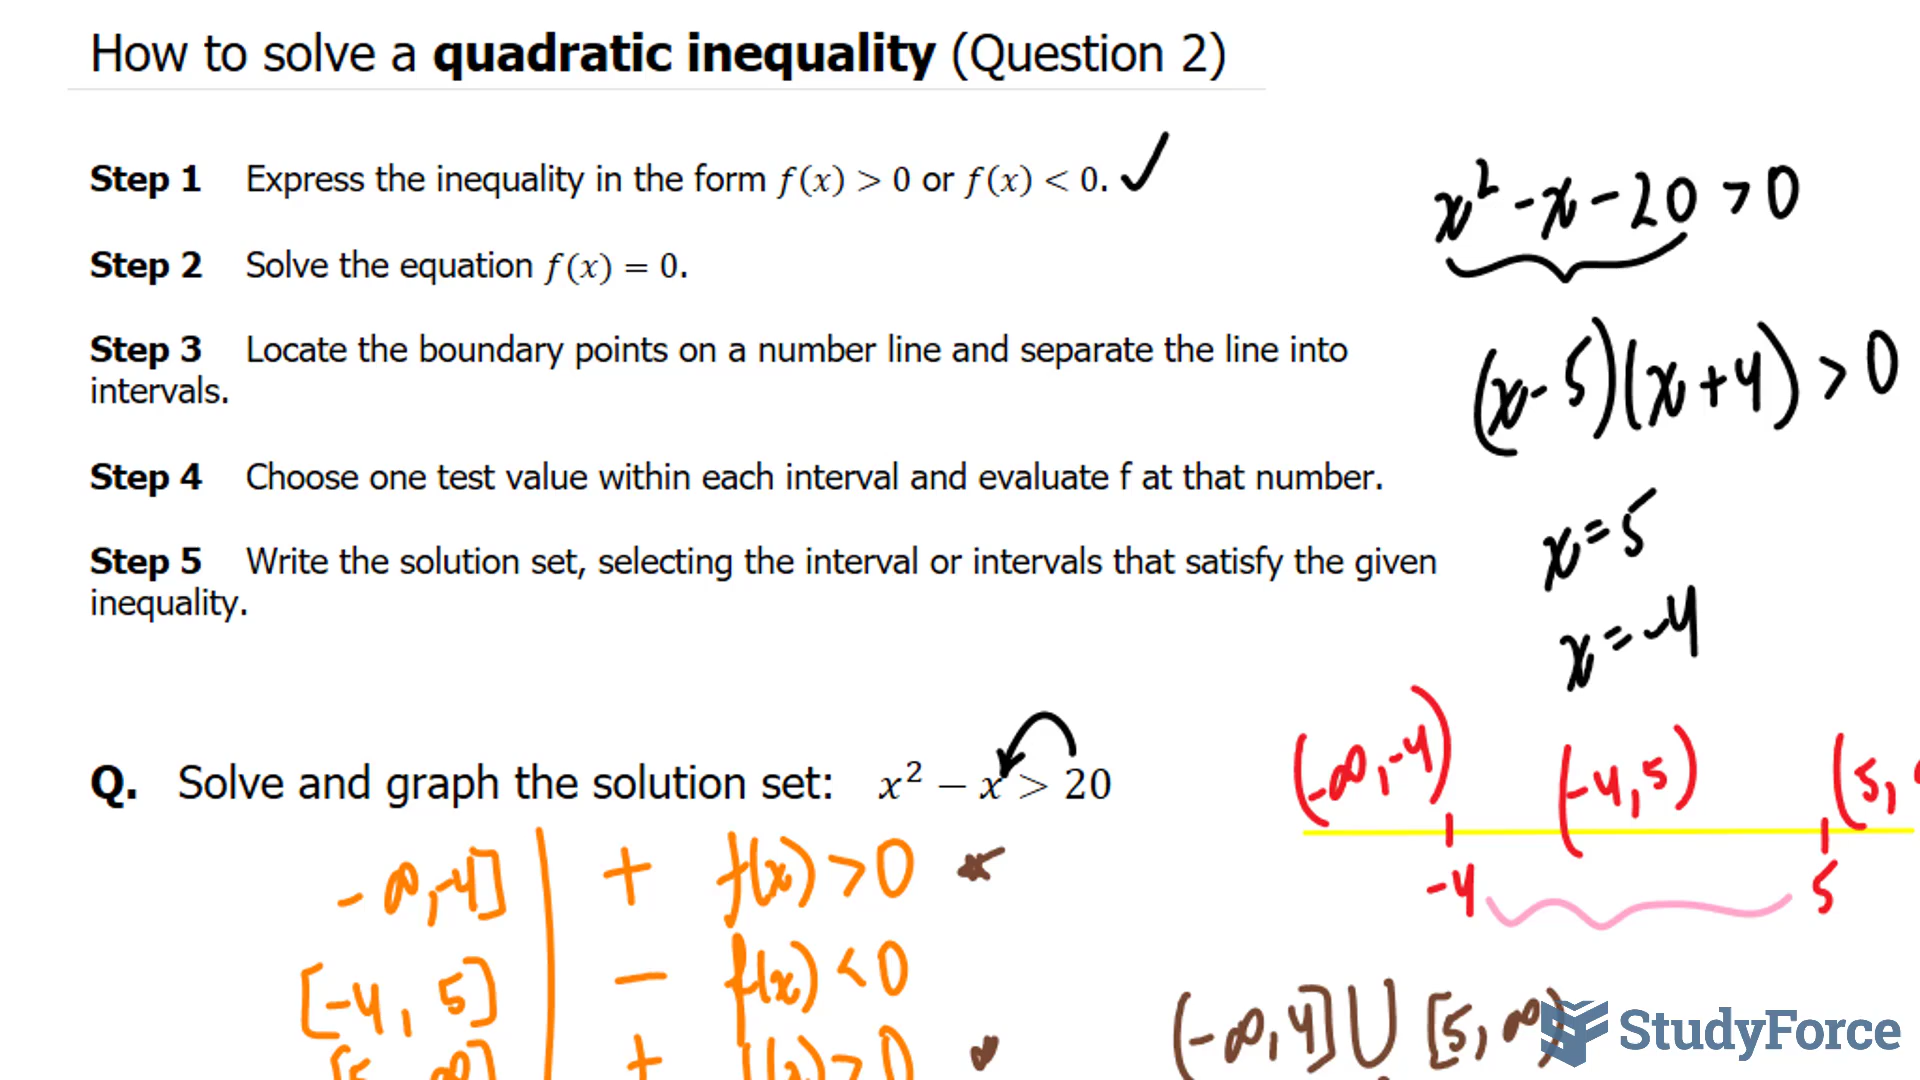 How to solve a quadratic inequality (Question 2)
Step 1 Express the inequality in the form f(x) > 0 or f(x) < 0.
x² - x - 20 > 0
Step 2 Solve the equation f(x) = 0.
Step 3 Locate the boundary points on a number line and separate the line into
intervals.
(x-5)(x+4) > 0
Step 4 Choose one test value within each interval and evaluate f at that number.
x=5
Step 5 Write the solution set, selecting the interval or intervals that satisfy the given
inequality.
x=-4
Q. Solve and graph the solution set: x² − x > 20
(-∞,-4) (-4,5) (5,
-4 5
-∞,-4] + f(x) > 0
[-4, 5] - f(x) < 0
(-∞,4] ∪ [5,∞)
StudyForce
+ f(x) > 0